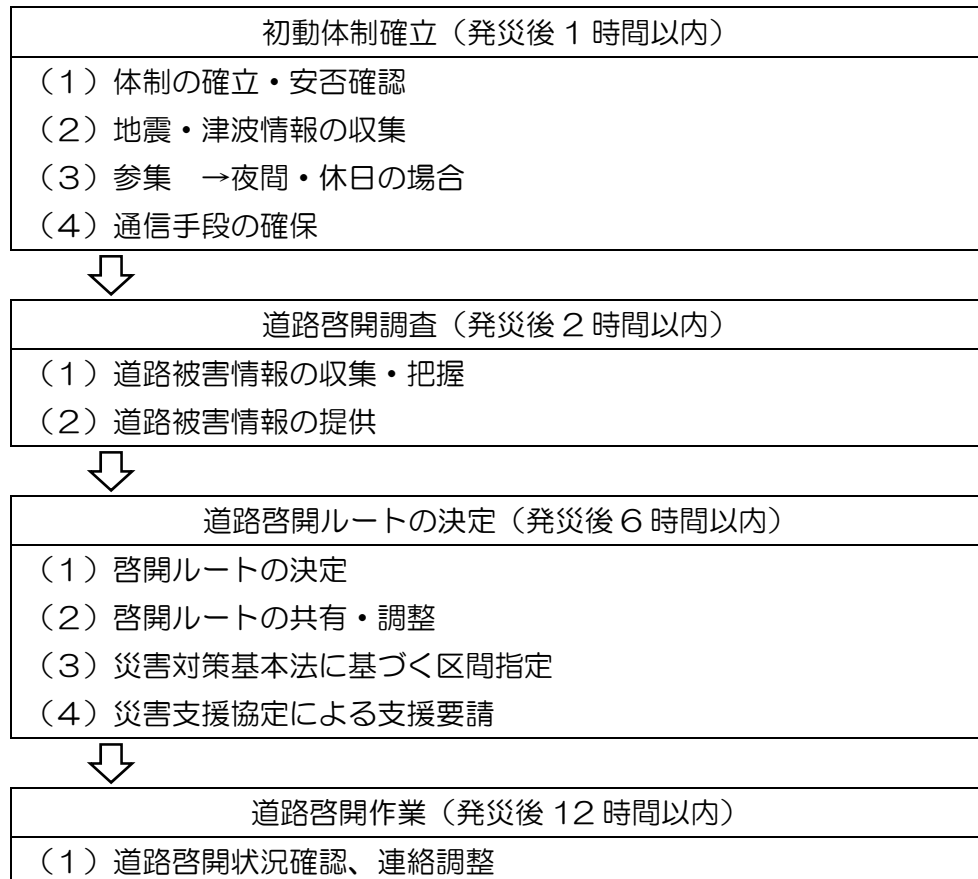 初動体制確立（発災後 1 時間以内）
（１）体制の確立・安否確認
（２）地震・津波情報の収集
（３）参集　→夜間・休日の場合
（４）通信手段の確保
道路啓開調査（発災後 2 時間以内）
（１）道路被害情報の収集・把握
（２）道路被害情報の提供
道路啓開ルートの決定（発災後 6 時間以内）
（１）啓開ルートの決定
（２）啓開ルートの共有・調整
（３）災害対策基本法に基づく区間指定
（４）災害支援協定による支援要請
道路啓開作業（発災後 12 時間以内）
（１）道路啓開状況確認、連絡調整